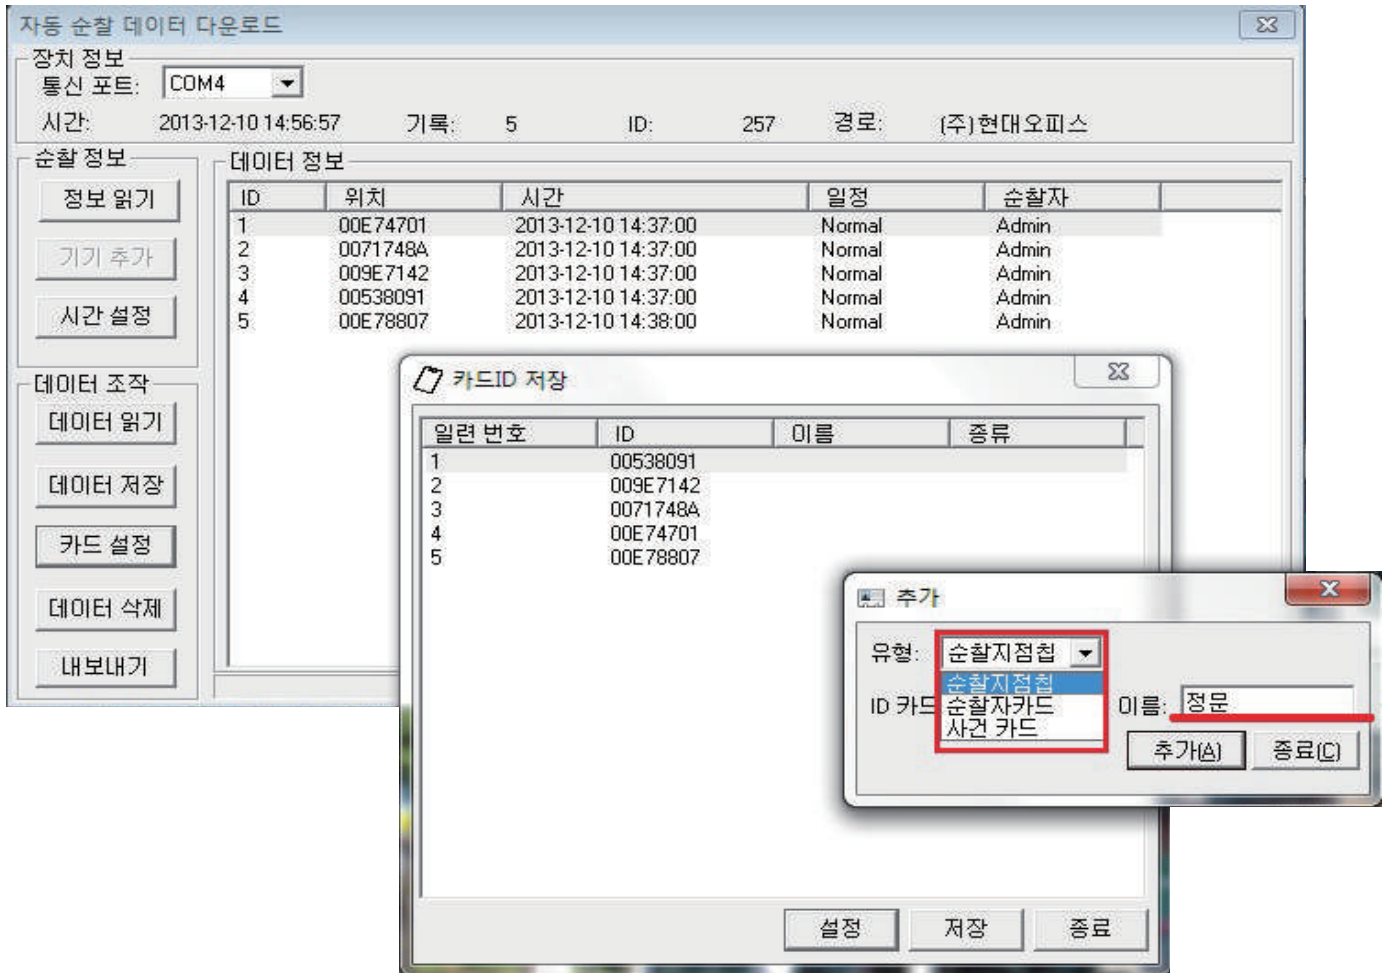 자동 순찰 데이터 다운로드
장치 정보
통신 포트: COM4
시간: 2013-12-10 14:56:57 기록: 5 ID: 257 경로: (주)현대오피스
순찰 정보
정보 읽기
기기 추가
시간 설정
데이터 조작
데이터 읽기
데이터 저장
카드 설정
데이터 삭제
내보내기
데이터 정보
ID 위치 시간 일정 순찰자
1 00E74701 2013-12-10 14:37:00 Normal Admin
2 0071748A 2013-12-10 14:37:00 Normal Admin
3 009E7142 2013-12-10 14:37:00 Normal Admin
4 00538091 2013-12-10 14:37:00 Normal Admin
5 00E78807 2013-12-10 14:38:00 Normal Admin
카드ID 저장
일련 번호 ID 이름 종류
1 00538091
2 009E7142
3 0071748A
4 00E74701
5 00E78807
설정 저장 종료
추가
유형: 순찰지점칩
순찰지점칩
ID 카드 순찰자카드 이름: 정문
사건 카드
추가(A) 종료(C)